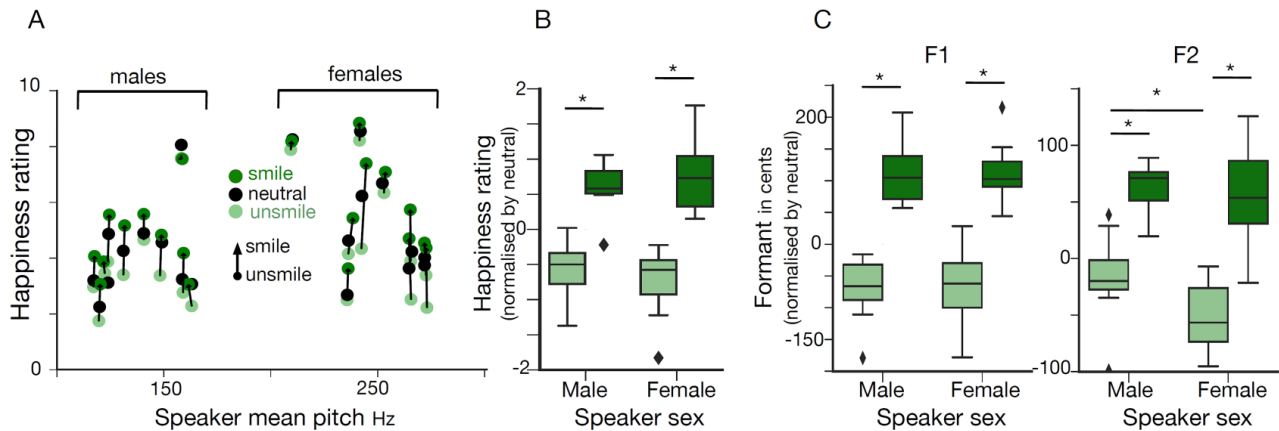 A
B
C
males
females
10
0
Happiness rating
smile
neutral
unsmile
smile
unsmile
150
250
Speaker mean pitch Hz
2
0
-2
Happiness rating
(normalised by neutral)
*
*
Male
Female
Speaker sex
F1
200
0
-150
Formant in cents
(normalised by neutral)
*
*
Male
Female
Speaker sex
F2
150
0
-100
*
*
*
Male
Female
Speaker sex